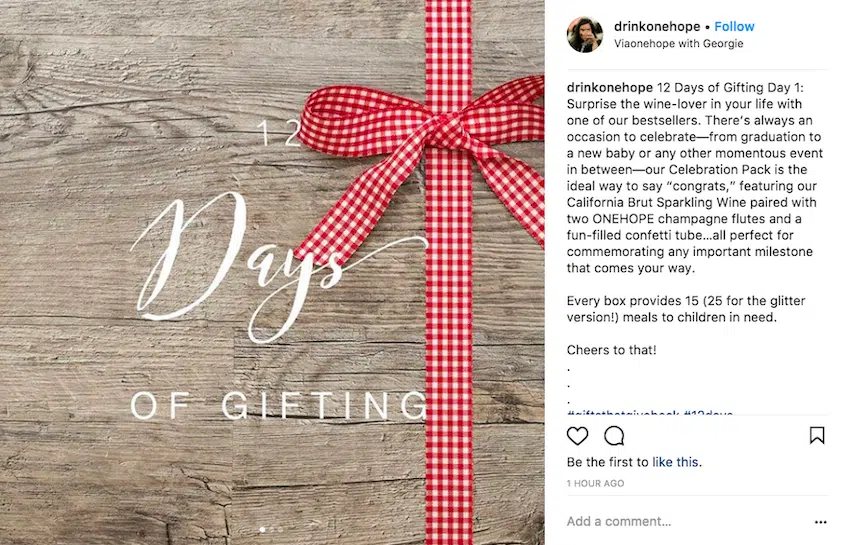 12
Days
OF GIFTING
drinkonehope • Follow
Viaonehope with Georgie
drinkonehope 12 Days of Gifting Day 1:
Surprise the wine-lover in your life with
one of our bestsellers. There's always an
occasion to celebrate—from graduation to
a new baby or any other momentous event
in between—our Celebration Pack is the
ideal way to say “congrats,” featuring our
California Brut Sparkling Wine paired with
two ONEHOPE champagne flutes and a
fun-filled confetti tube...all perfect for
commemorating any important milestone
that comes your way.
Every box provides 15 (25 for the glitter
version!) meals to children in need.
Cheers to that!
.
.
.
#giftsthatgiveback #12days
Be the first to like this.
1 HOUR AGO
Add a comment...